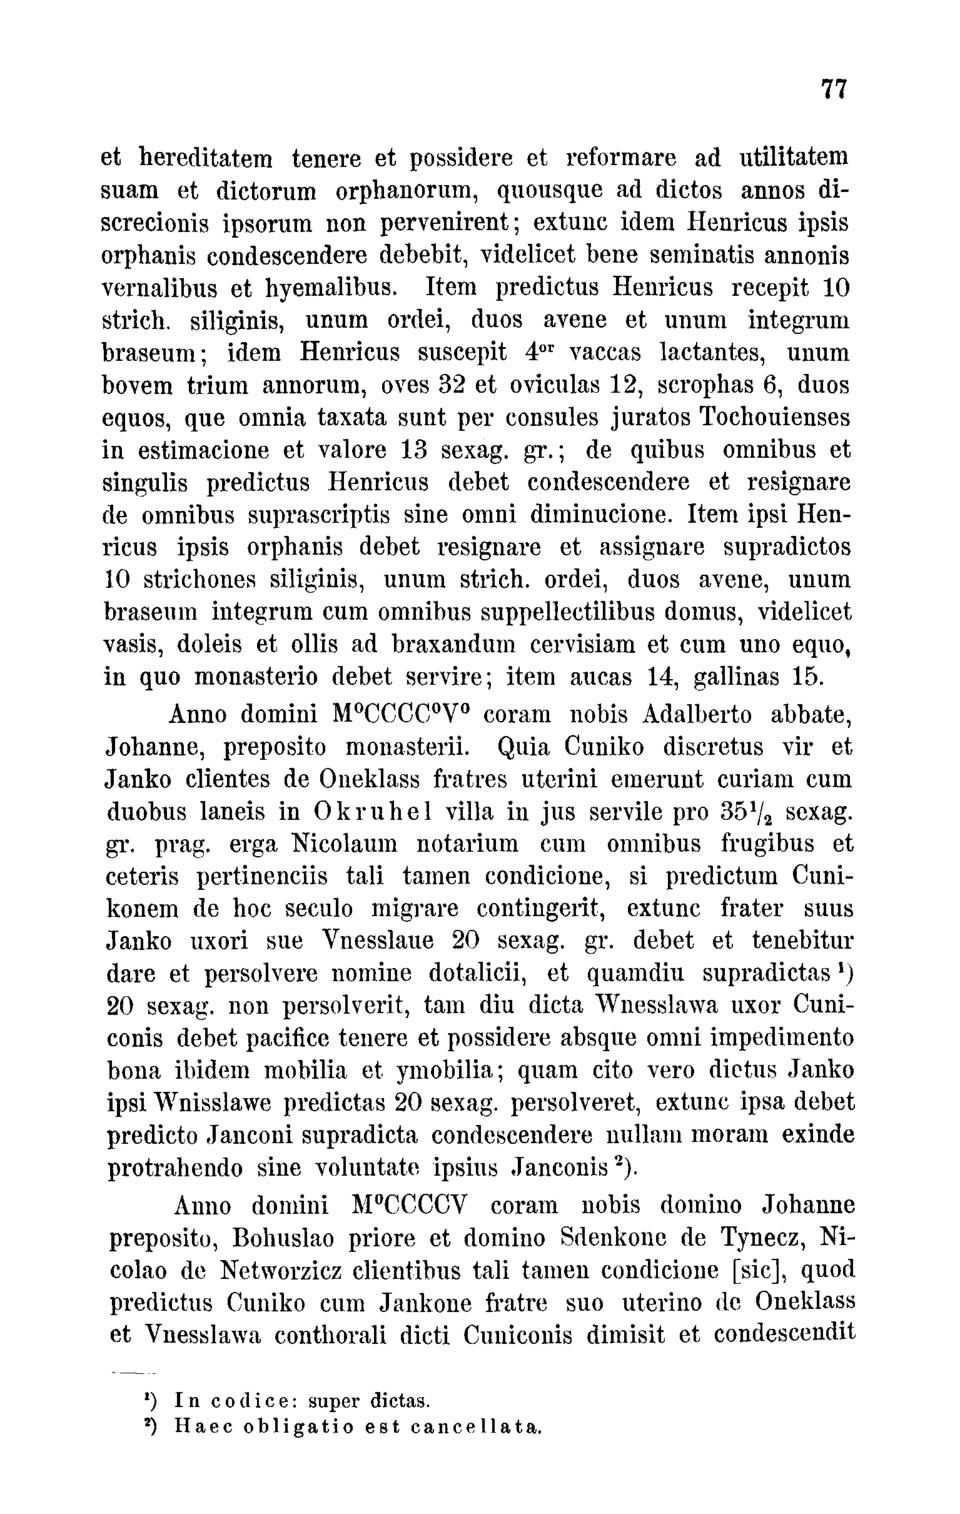 77
et hereditatem tenere et possidere et reformare ad utilitatem
suam et dictorum orphanorum, quousque ad dictos annos di-
screcionis ipsorum non pervenirent; extunc idem Henricus ipsis
orphanis condescendere debebit, videlicet bene seminatis annonis
vernalibus et hyemalibus. Item predictus Henricus recepit 10
strich. siliginis, unum ordei, duos avene et unum integrum
braseum; idem Henricus suscepit 4ᵒʳ vaccas lactantes, unum
bovem trium annorum, oves 32 et oviculas 12, scrophas 6, duos
equos, que omnia taxata sunt per consules juratos Tochouienses
in estimacione et valore 13 sexag. gr.; de quibus omnibus et
singulis predictus Henricus debet condescendere et resignare
de omnibus suprascriptis sine omni diminucione. Item ipsi Hen-
ricus ipsis orphanis debet resignare et assignare supradictos
10 strichones siliginis, unum strich. ordei, duos avene, unum
braseum integrum cum omnibus suppellectilibus domus, videlicet
vasis, doleis et ollis ad braxandum cervisiam et cum uno equo,
in quo monasterio debet servire; item aucas 14, gallinas 15.
Anno domini M⁰CCCC⁰V⁰ coram nobis Adalberto abbate,
Johanne, preposito monasterii. Quia Cuniko discretus vir et
Janko clientes de Oneklass fratres uterini emerunt curiam cum
duobus laneis in Okruhel villa in jus servile pro 35½ sexag.
gr. prag. erga Nicolaum notarium cum omnibus frugibus et
ceteris pertinenciis tali tamen condicione, si predictum Cuni-
konem de hoc seculo migrare contingerit, extunc frater suus
Janko uxori sue Vnesslaue 20 sexag. gr. debet et tenebitur
dare et persolvere nomine dotalicii, et quamdiu supradictas ¹)
20 sexag. non persolverit, tam diu dicta Wnesslawa uxor Cuni-
conis debet pacifice tenere et possidere absque omni impedimento
bona ibidem mobilia et ymobilia; quam cito vero dictus Janko
ipsi Wnisslawe predictas 20 sexag. persolveret, extunc ipsa debet
predicto Janconi supradicta condescendere nullam moram exinde
protrahendo sine voluntate ipsius Janconis ²).
Anno domini M⁰CCCCV coram nobis domino Johanne
preposito, Bohuslao priore et domino Sdenkone de Tynecz, Ni-
colao de Networzicz clientibus tali tamen condicione [sic], quod
predictus Cuniko cum Jankone fratre suo uterino de Oneklass
et Vnesslawa conthorali dicti Cuniconis dimisit et condescendit
¹) In codice: super dictas.
²) Haec obligatio est cancellata.